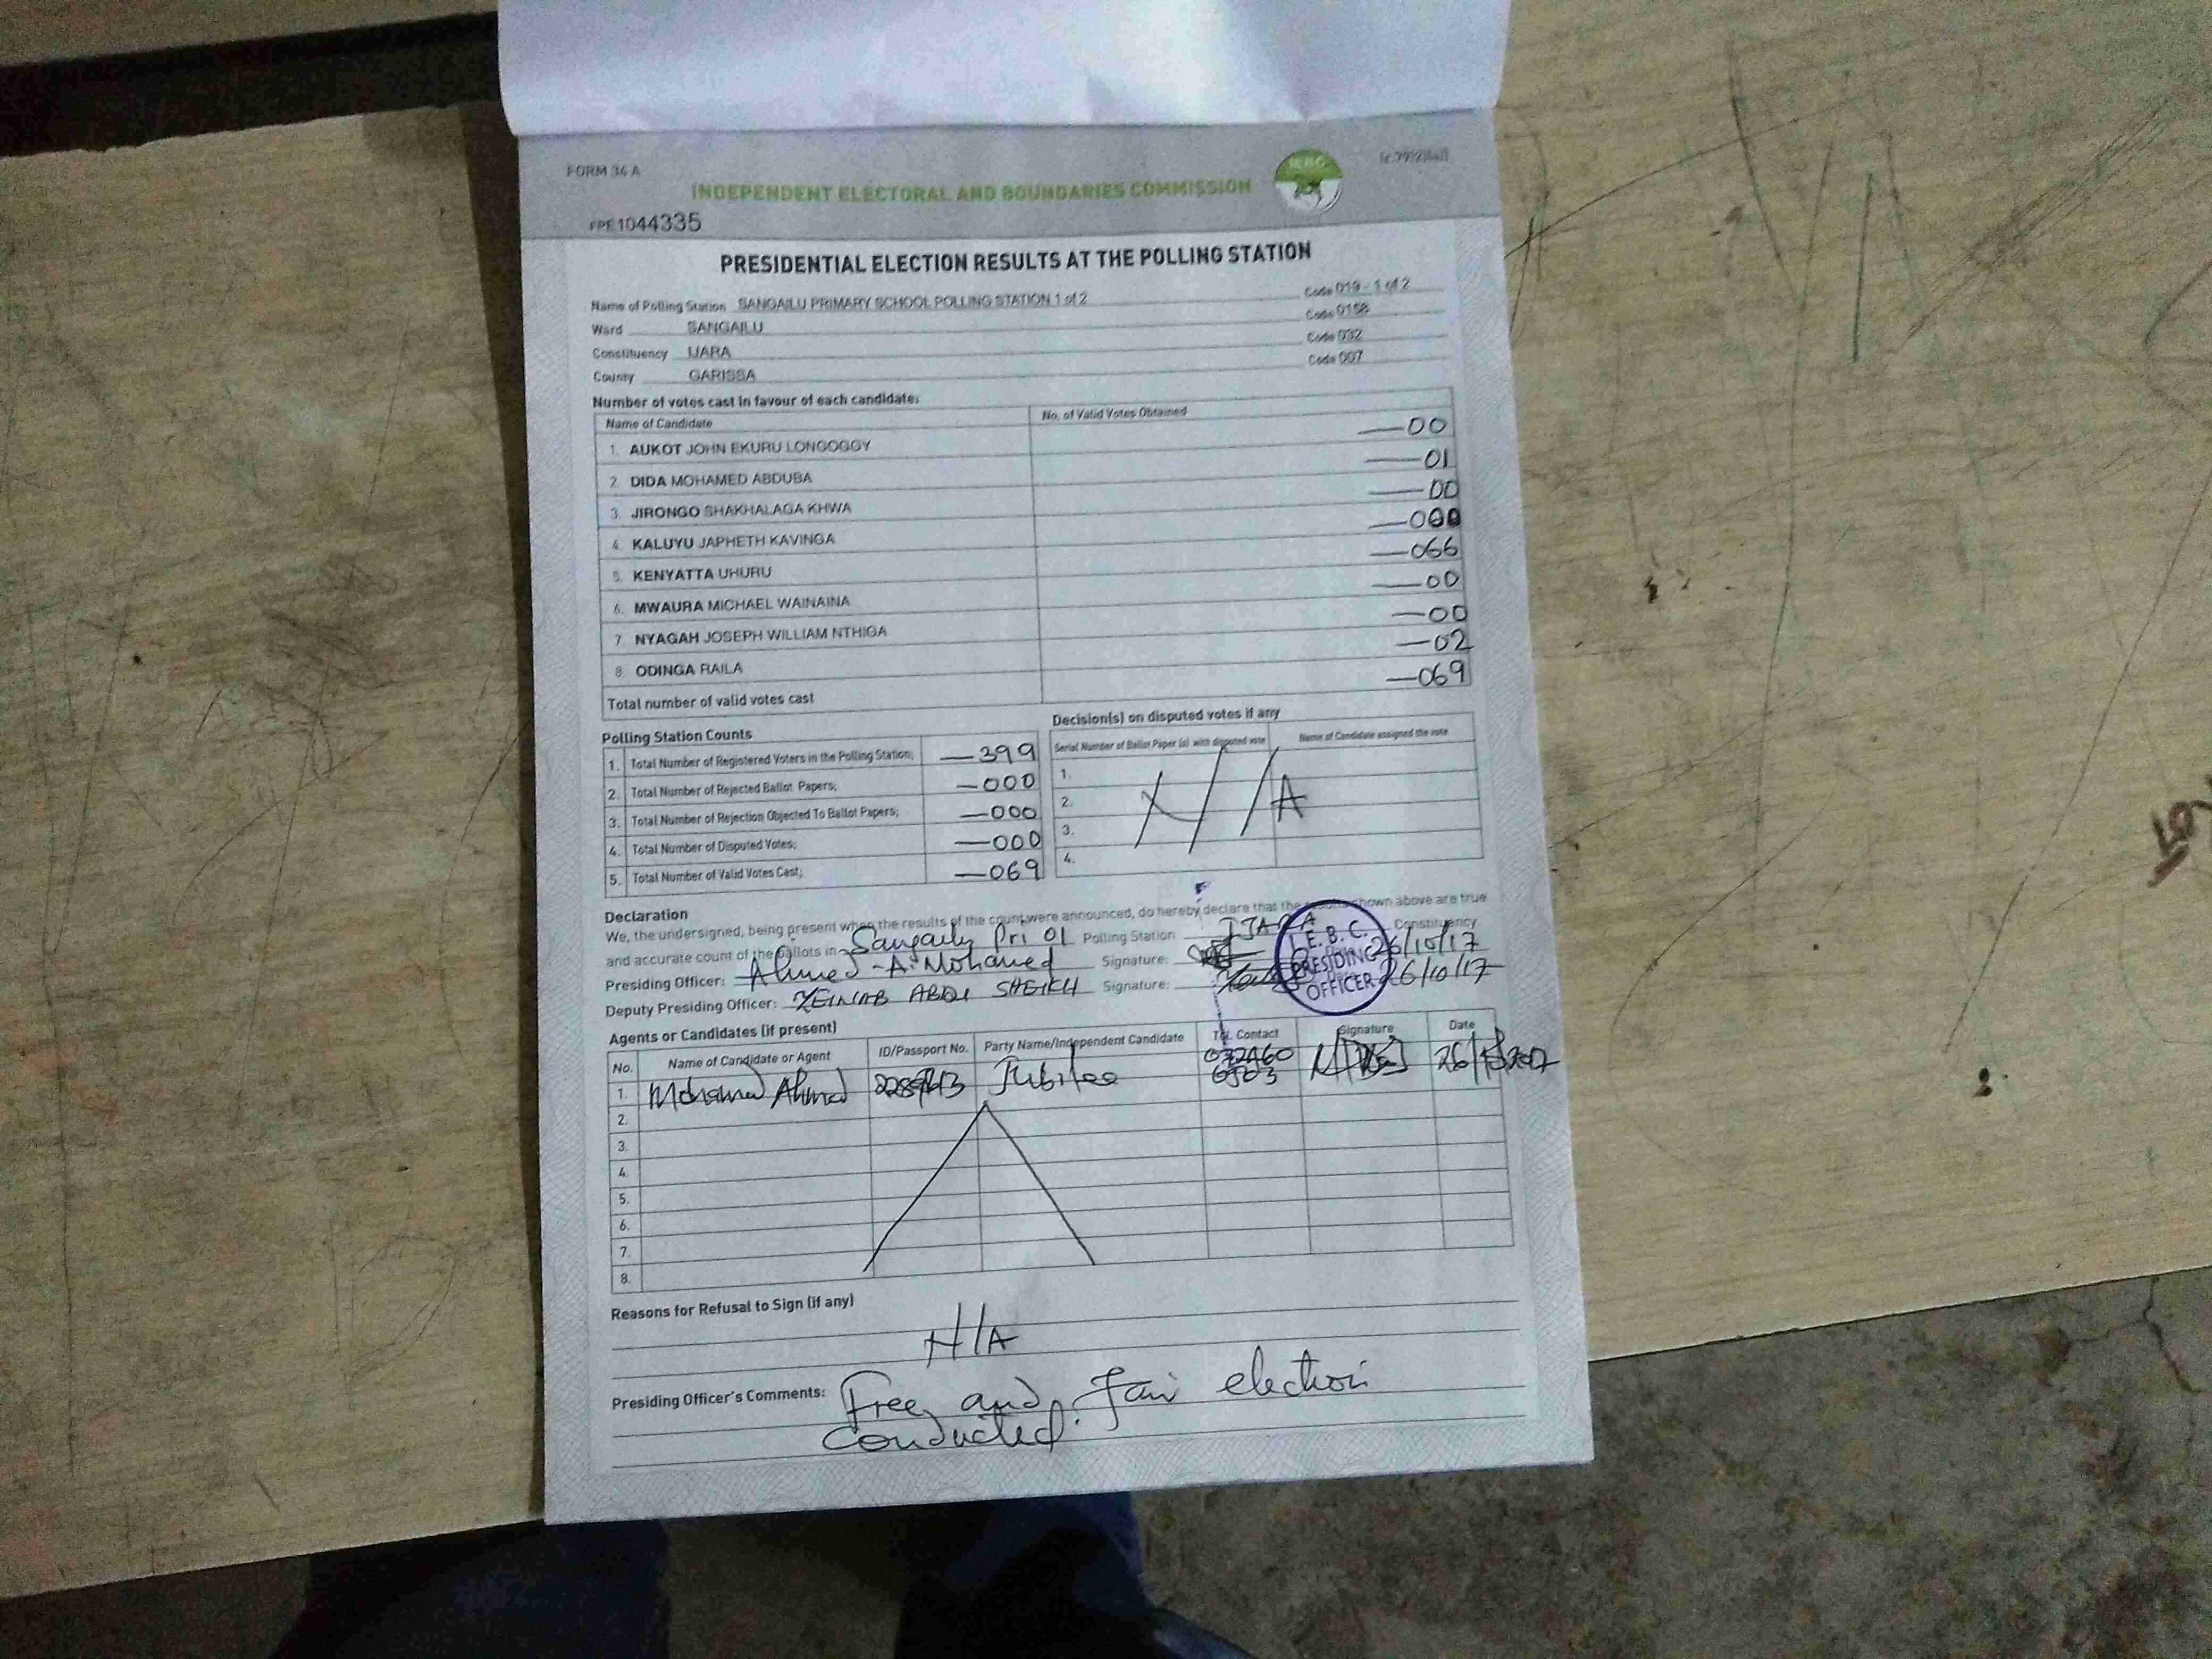 FORM 34 A
INDEPENDENT ELECTORAL AND BOUNDARIES COMMISSION
IEBC
FPE1044335
PRESIDENTIAL ELECTION RESULTS AT THE POLLING STATION
Name of Polling Station SANGAILU PRIMARY SCHOOL POLLING STATION 1 of 2 Code 019 - 1 of 2
Ward SANGAILU Code 0158
Constituency IJARA Code 032
County GARISSA Code 007
Number of votes cast in favour of each candidate:
Name of Candidate No. of Valid Votes Obtained
1. AUKOT JOHN EKURU LONGOGGY —00
2. DIDA MOHAMED ABDUBA —01
3. JIRONGO SHAKHALAGA KHWA —00
4. KALUYU JAPHETH KAVINGA —000
5. KENYATTA UHURU —066
6. MWAURA MICHAEL WAINAINA —00
7. NYAGAH JOSEPH WILLIAM NTHIGA —00
8. ODINGA RAILA —02
Total number of valid votes cast —069
Polling Station Counts
1. Total Number of Registered Voters in the Polling Station; —399
2. Total Number of Rejected Ballot Papers; —000
3. Total Number of Rejection Objected To Ballot Papers; —000
4. Total Number of Disputed Votes; —000
5. Total Number of Valid Votes Cast; —069
Decision(s) on disputed votes if any
Serial Number of Ballot Paper (s) with disputed vote Name of Candidate assigned the vote
1.
2. N/A
3.
4.
Declaration
We, the undersigned, being present when the results of the count were announced, do hereby declare that the shown above are true
and accurate count of the ballots in Sangailu Pri 01 Polling Station IJARA Constituency
Presiding Officer: Ahmed A. Mohamed Signature: 26/10/17
Deputy Presiding Officer: ZEINAB ABDI SHEIKH Signature: 26/10/17
I.E.B.C.
PRESIDING
OFFICER
Agents or Candidates (if present)
No. Name of Candidate or Agent ID/Passport No. Party Name/Independent Candidate Tel. Contact Signature Date
1. Mohamed Ahmed Jubilee
2.
3.
4.
5.
6.
7.
8.
Reasons for Refusal to Sign (if any)
N/A
Presiding Officer's Comments: Free and Fair election
conducted.